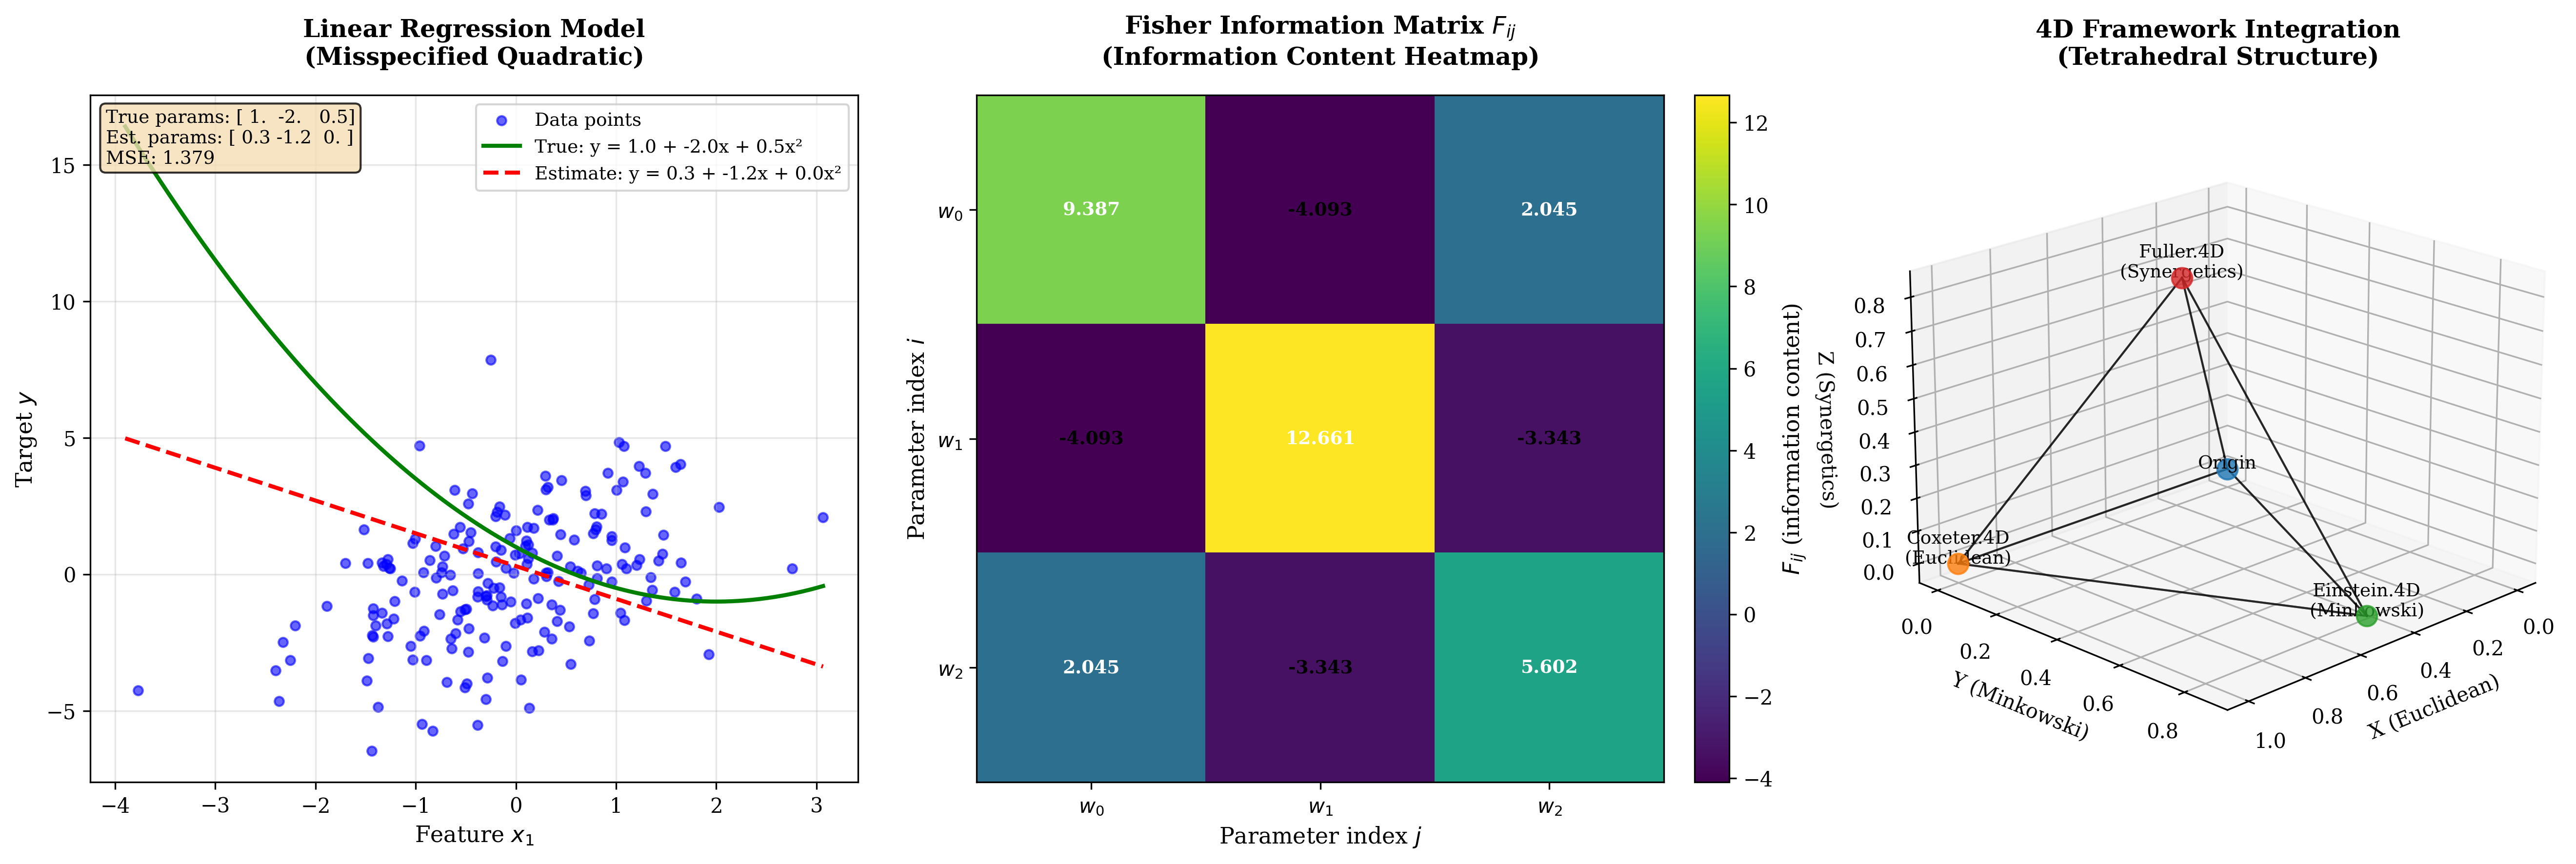 Linear Regression Model
(Misspecified Quadratic)
True params: [ 1. -2. 0.5]
Est. params: [ 0.3 -1.2 0. ]
MSE: 1.379
Data points
True: y = 1.0 + -2.0x + 0.5x²
Estimate: y = 0.3 + -1.2x + 0.0x²
Target y
15
10
5
0
−5
−4
−3
−2
−1
0
1
2
3
Feature x₁
Fisher Information Matrix Fᵢⱼ
(Information Content Heatmap)
Parameter index i
w₀
w₁
w₂
9.387 -4.093 2.045
-4.093 12.661 -3.343
2.045 -3.343 5.602
w₀
w₁
w₂
Parameter index j
12
10
8
6
4
2
0
−2
−4
Fᵢⱼ (information content)
4D Framework Integration
(Tetrahedral Structure)
Fuller.4D
(Synergetics)
Origin
Coxeter.4D
(Euclidean)
Einstein.4D
(Minkowski)
Z (Synergetics)
0.8
0.7
0.6
0.5
0.4
0.3
0.2
0.1
0.0
0.0
0.2
0.4
0.6
0.8
Y (Minkowski)
0.0
0.2
0.4
0.6
0.8
1.0
X (Euclidean)